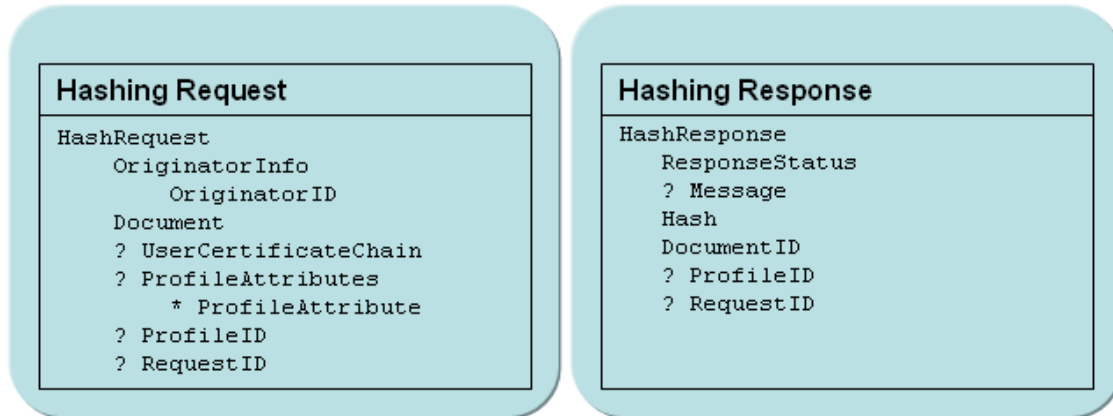 Hashing Request
HashRequest
OriginatorInfo
OriginatorID
Document
? UserCertificateChain
? ProfileAttributes
* ProfileAttribute
? ProfileID
? RequestID
Hashing Response
HashResponse
ResponseStatus
? Message
Hash
DocumentID
? ProfileID
? RequestID